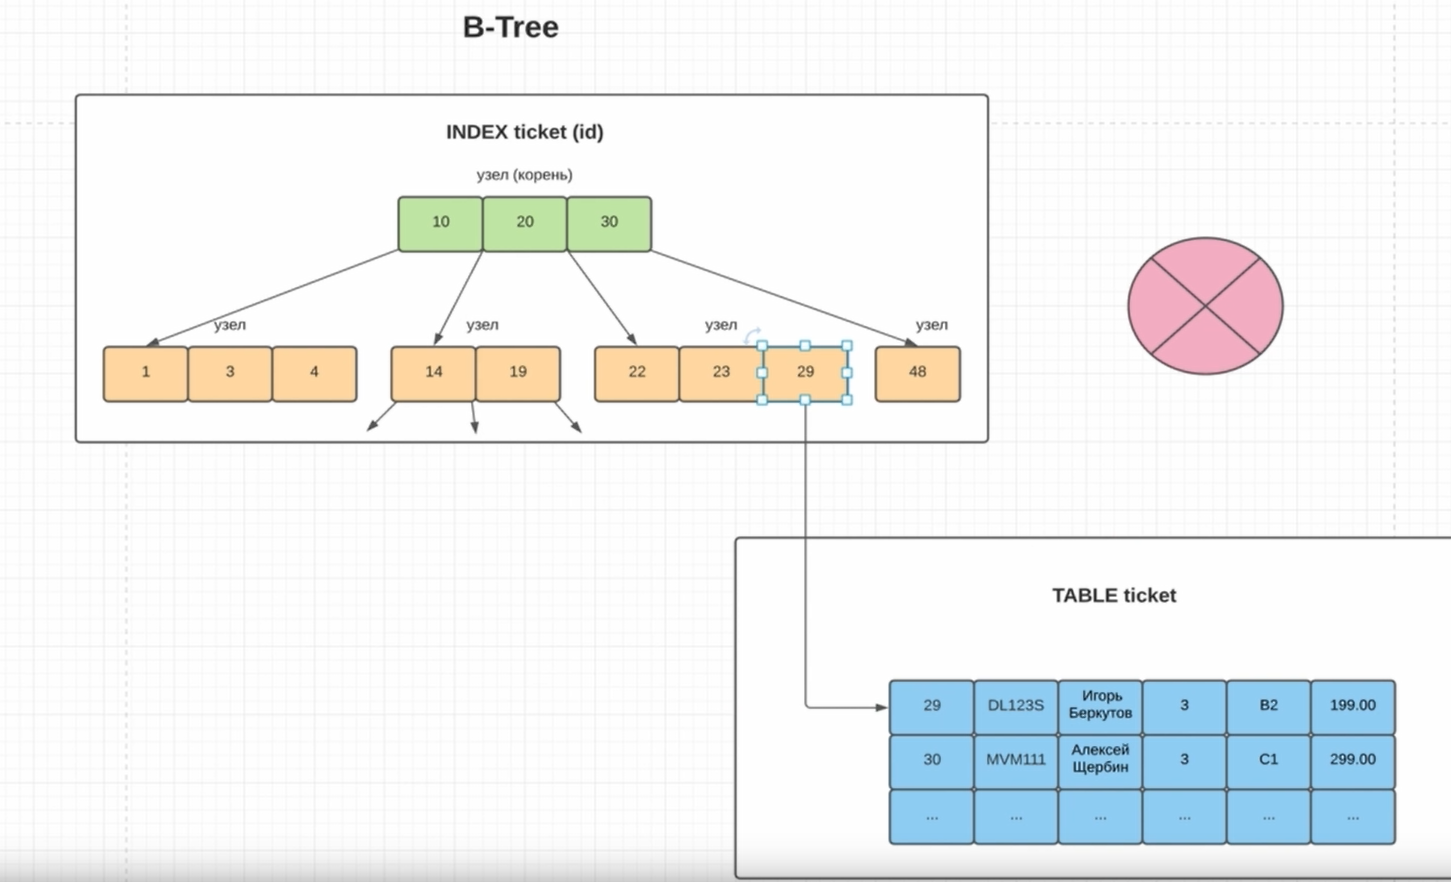 B-Tree
INDEX ticket (id)
узел (корень)
10 20 30
узел узел узел узел
1 3 4 14 19 22 23 29 48
TABLE ticket
29 DL123S Игорь Беркутов 3 B2 199.00
30 MVM111 Алексей Щербин 3 C1 299.00
... ... ... ... ... ...